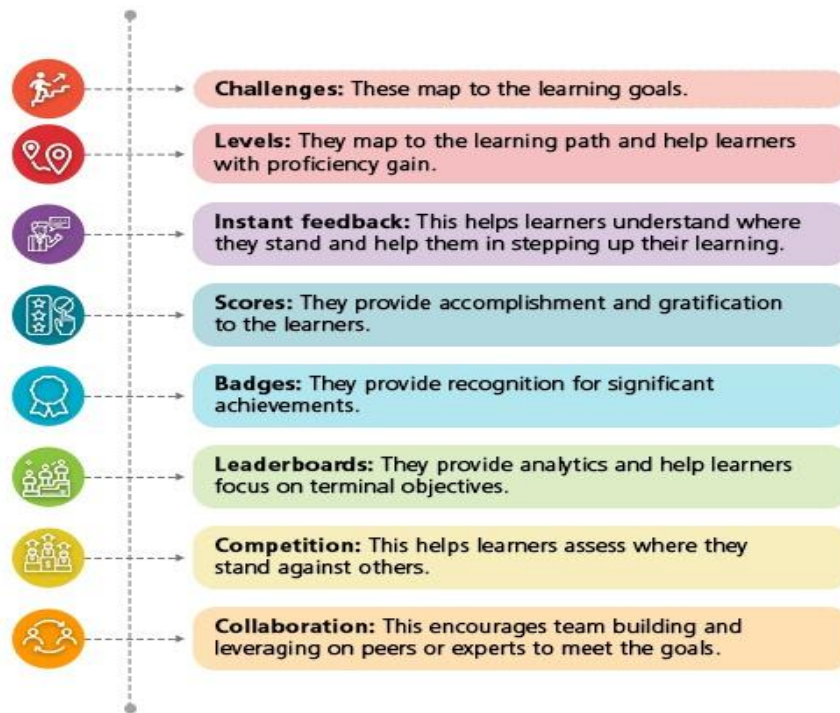 Challenges: These map to the learning goals.
Levels: They map to the learning path and help learners
with proficiency gain.
Instant feedback: This helps learners understand where
they stand and help them in stepping up their learning.
Scores: They provide accomplishment and gratification
to the learners.
Badges: They provide recognition for significant
achievements.
Leaderboards: They provide analytics and help learners
focus on terminal objectives.
Competition: This helps learners assess where they
stand against others.
Collaboration: This encourages team building and
leveraging on peers or experts to meet the goals.